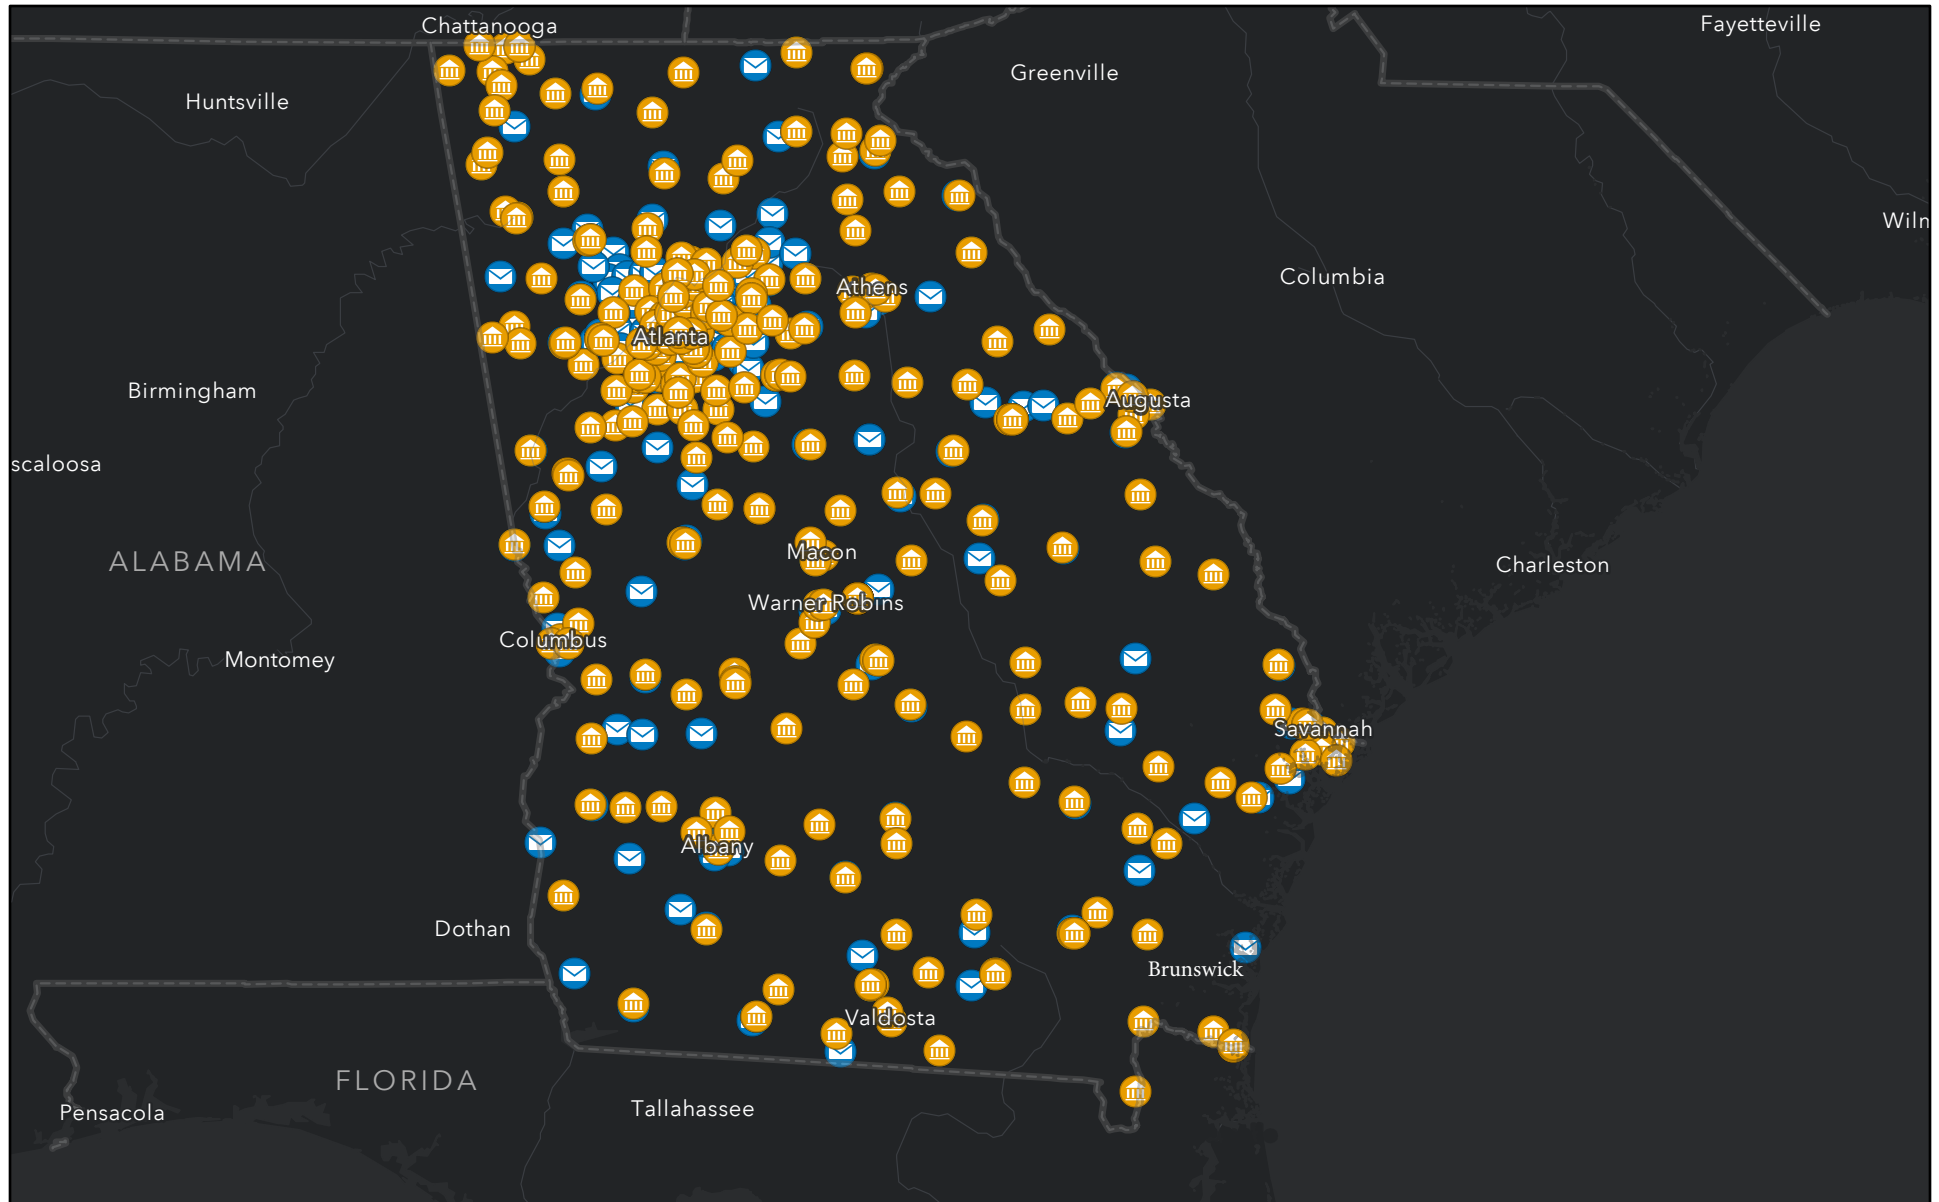 Chattanooga
Fayetteville
Greenville
Huntsville
Wiln
Columbia
Athens
Atlanta
Birmingham
Augusta
scaloosa
Macon
ALABAMA
Charleston
Warner Robins
Columbus
Montomey
Savannah
Albany
Dothan
Brunswick
Valdosta
FLORIDA
Pensacola
Tallahassee